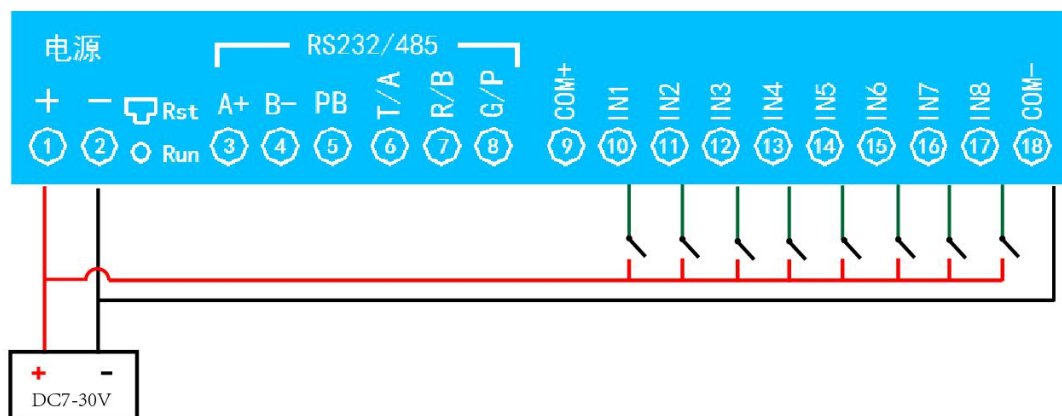 电源 RS232/485
+ − Rst A+ B- PB T/A R/B G/P COM+ IN1 IN2 IN3 IN4 IN5 IN6 IN7 IN8 COM-
1 2 Run 3 4 5 6 7 8 9 10 11 12 13 14 15 16 17 18
+ -
DC7-30V